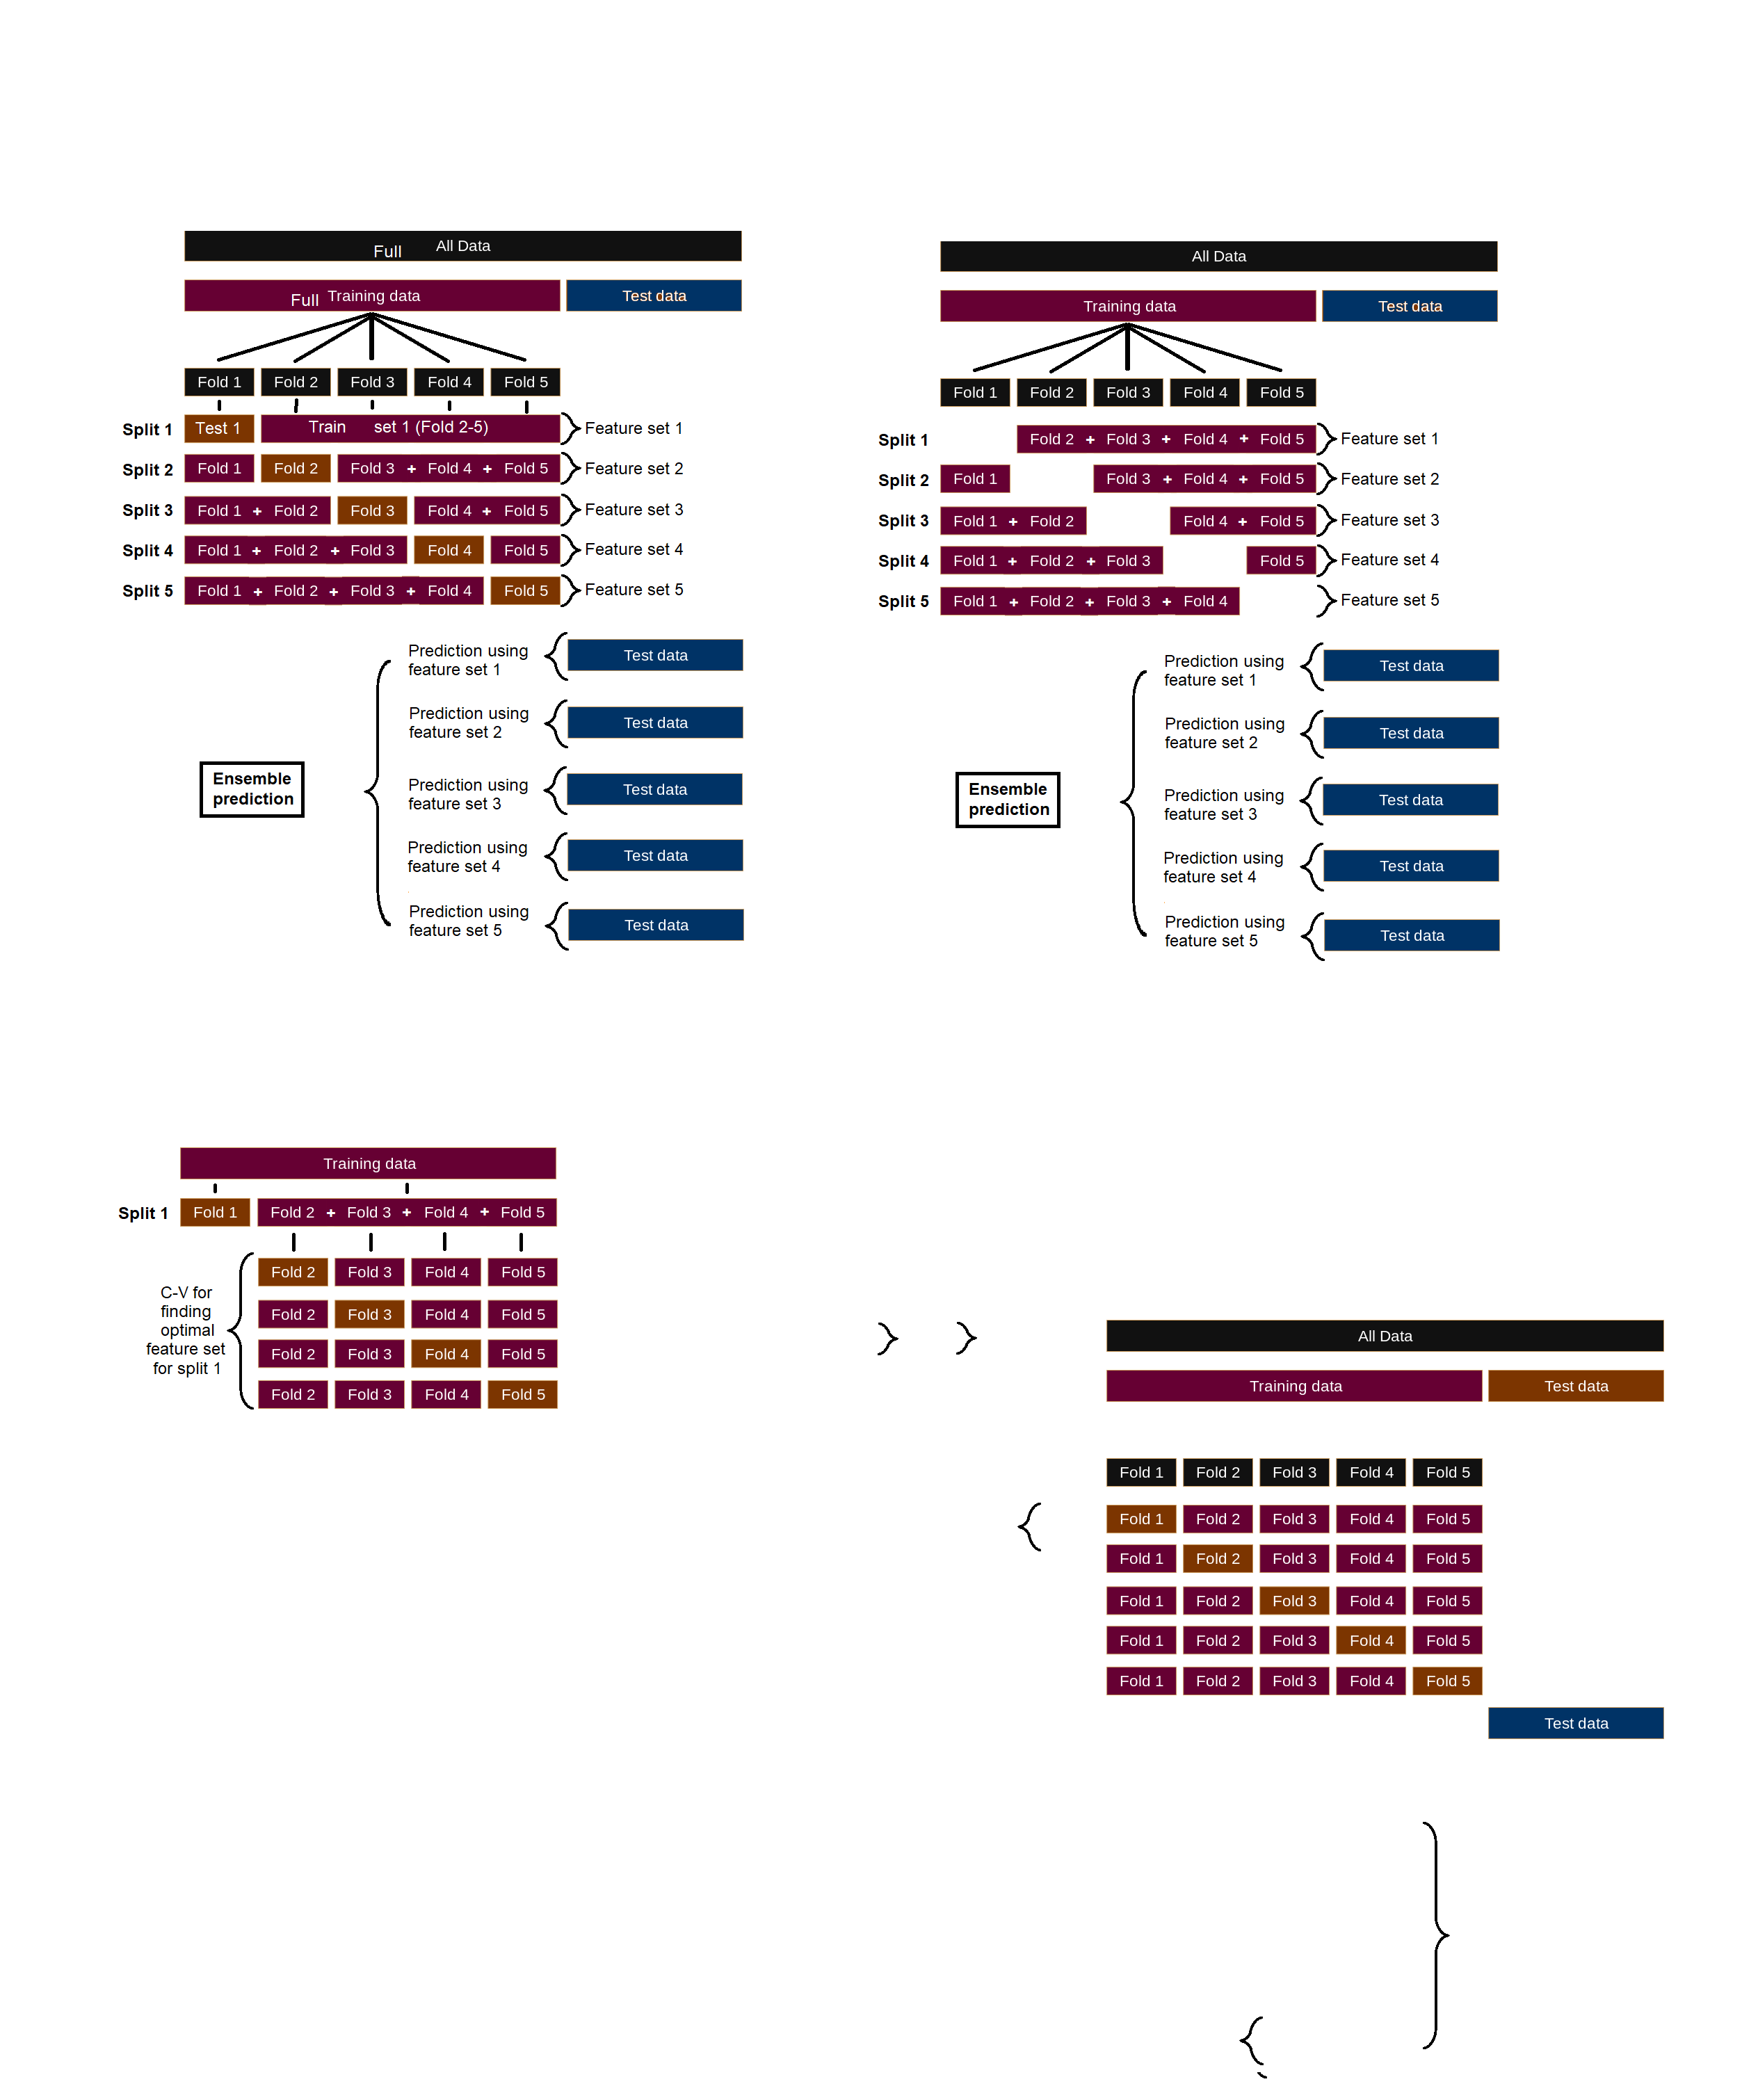 Full All Data
Full Training data Test data
Fold 1 Fold 2 Fold 3 Fold 4 Fold 5
Split 1 Test 1 Train set 1 (Fold 2-5) Feature set 1
Split 2 Fold 1 Fold 2 Fold 3 + Fold 4 + Fold 5 Feature set 2
Split 3 Fold 1 + Fold 2 Fold 3 Fold 4 + Fold 5 Feature set 3
Split 4 Fold 1 + Fold 2 + Fold 3 Fold 4 Fold 5 Feature set 4
Split 5 Fold 1 + Fold 2 + Fold 3 + Fold 4 Fold 5 Feature set 5
Prediction using
feature set 1
Test data
Prediction using
feature set 2
Test data
Ensemble
prediction
Prediction using
feature set 3
Test data
Prediction using
feature set 4
Test data
Prediction using
feature set 5
Test data
All Data
Training data Test data
Fold 1 Fold 2 Fold 3 Fold 4 Fold 5
Split 1 Fold 2 + Fold 3 + Fold 4 + Fold 5 Feature set 1
Split 2 Fold 1 Fold 3 + Fold 4 + Fold 5 Feature set 2
Split 3 Fold 1 + Fold 2 Fold 4 + Fold 5 Feature set 3
Split 4 Fold 1 + Fold 2 + Fold 3 Fold 5 Feature set 4
Split 5 Fold 1 + Fold 2 + Fold 3 + Fold 4 Feature set 5
Prediction using
feature set 1
Test data
Prediction using
feature set 2
Test data
Ensemble
prediction
Prediction using
feature set 3
Test data
Prediction using
feature set 4
Test data
Prediction using
feature set 5
Test data
Training data
Split 1 Fold 1 Fold 2 + Fold 3 + Fold 4 + Fold 5
C-V for
finding
optimal
feature set
for split 1
Fold 2 Fold 3 Fold 4 Fold 5
Fold 2 Fold 3 Fold 4 Fold 5
Fold 2 Fold 3 Fold 4 Fold 5
Fold 2 Fold 3 Fold 4 Fold 5
All Data
Training data Test data
Fold 1 Fold 2 Fold 3 Fold 4 Fold 5
Fold 1 Fold 2 Fold 3 Fold 4 Fold 5
Fold 1 Fold 2 Fold 3 Fold 4 Fold 5
Fold 1 Fold 2 Fold 3 Fold 4 Fold 5
Fold 1 Fold 2 Fold 3 Fold 4 Fold 5
Fold 1 Fold 2 Fold 3 Fold 4 Fold 5
Test data